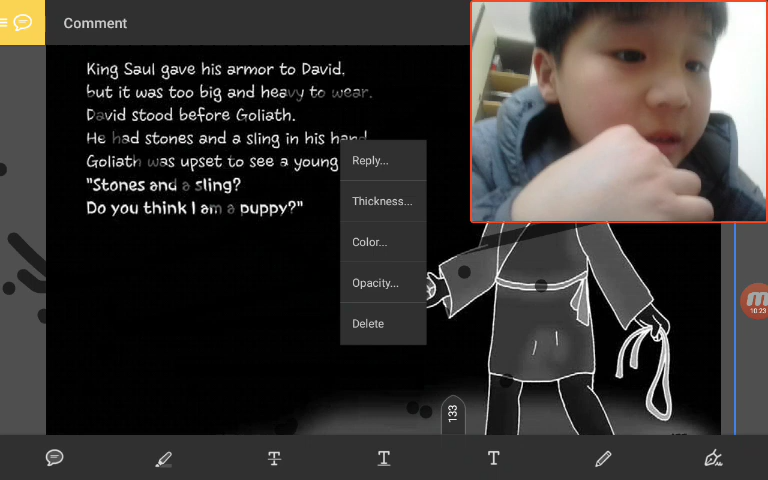 Comment
King Saul gave his armor to David,
but it was too big and heavy to wear.
David stood before Goliath.
He had stones and a sling in his hand.
Goliath was upset to see a young
"Stones and a sling?
Do you think I am a puppy?"
Reply...
Thickness...
Color...
Opacity...
Delete
10:23
133